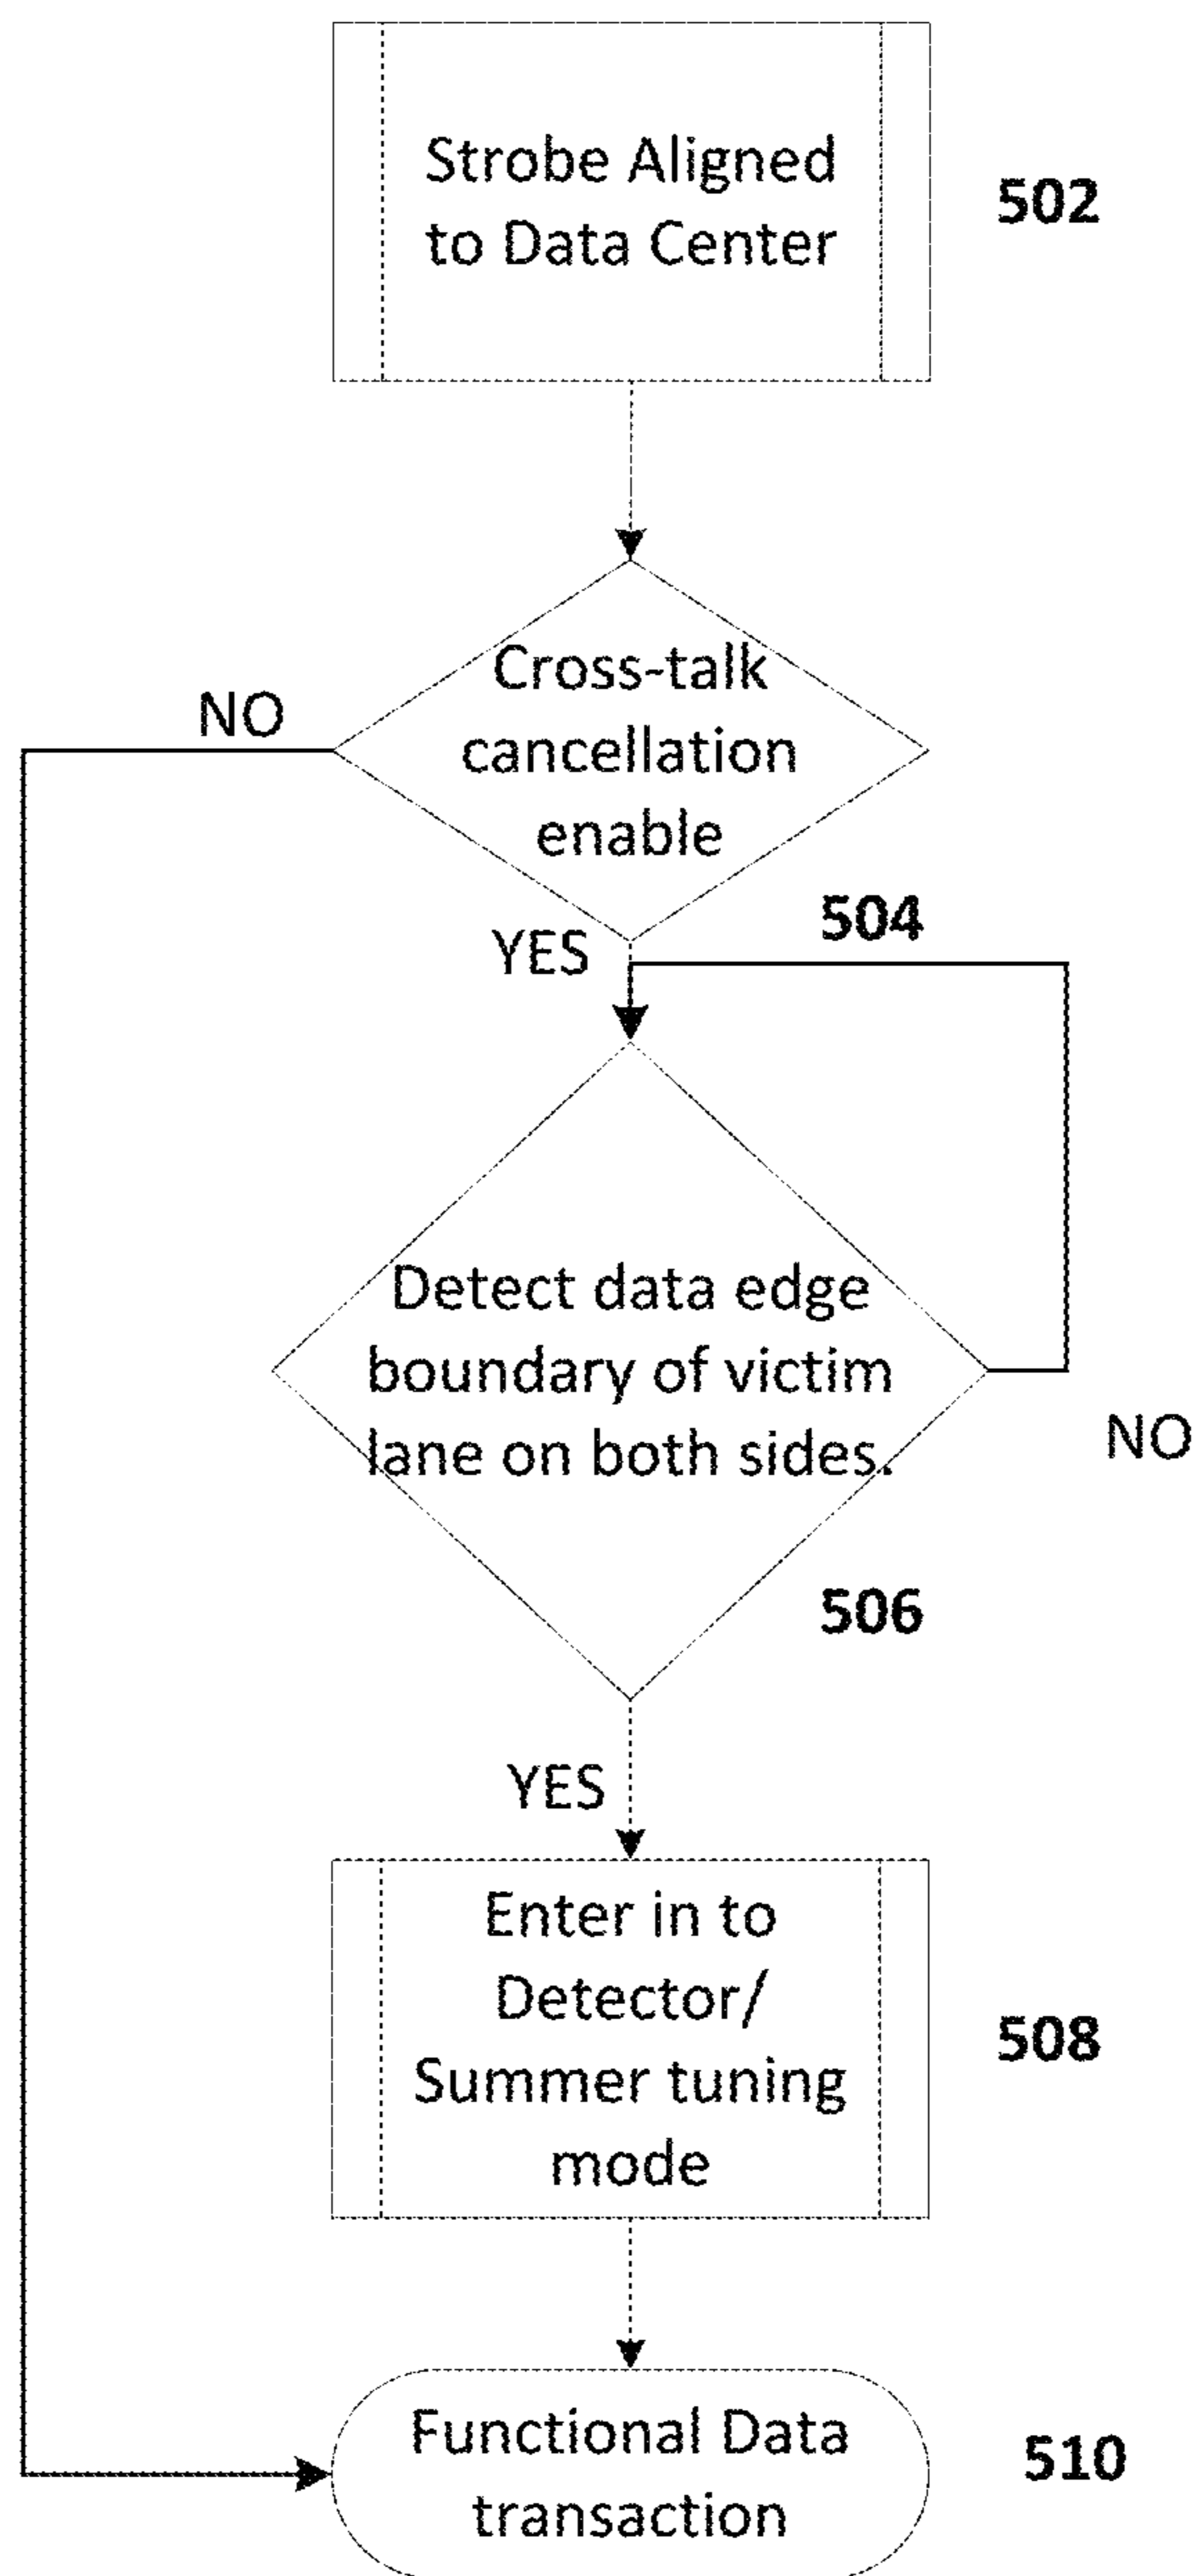 Strobe Aligned
to Data Center
502
Cross-talk
cancellation
enable
NO
504
YES
Detect data edge
boundary of victim
lane on both sides.
NO
506
YES
Enter in to
Detector/
Summer tuning
mode
508
Functional Data
transaction
510